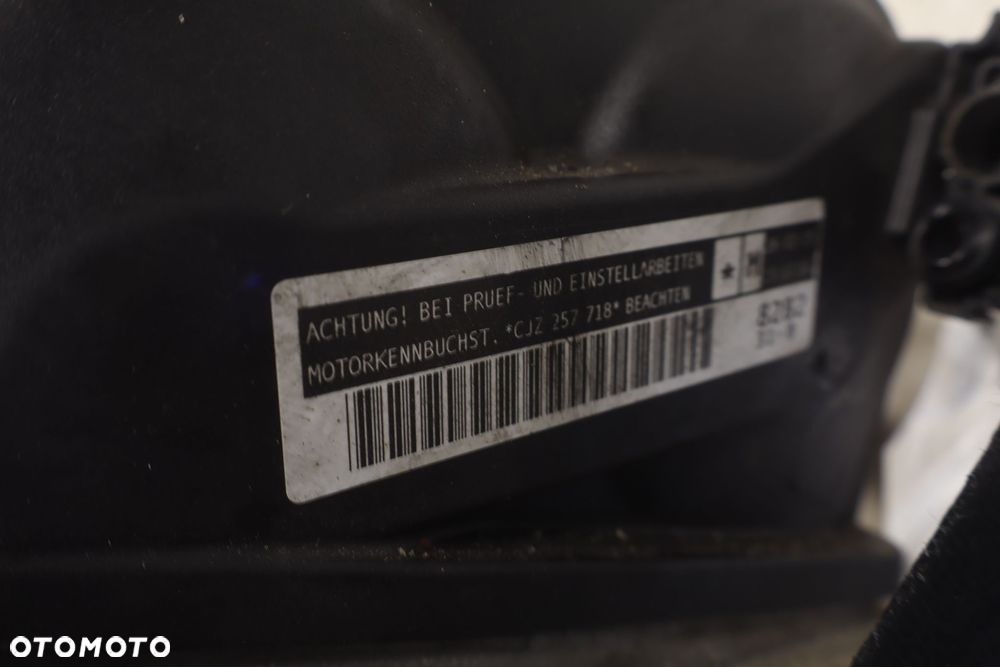 ACHTUNG! BEI PRUEF- UND EINSTELLARBEITEN
MOTORKENNBUCHST. *CJZ 257 718* BEACHTEN
* M
OTOMOTO